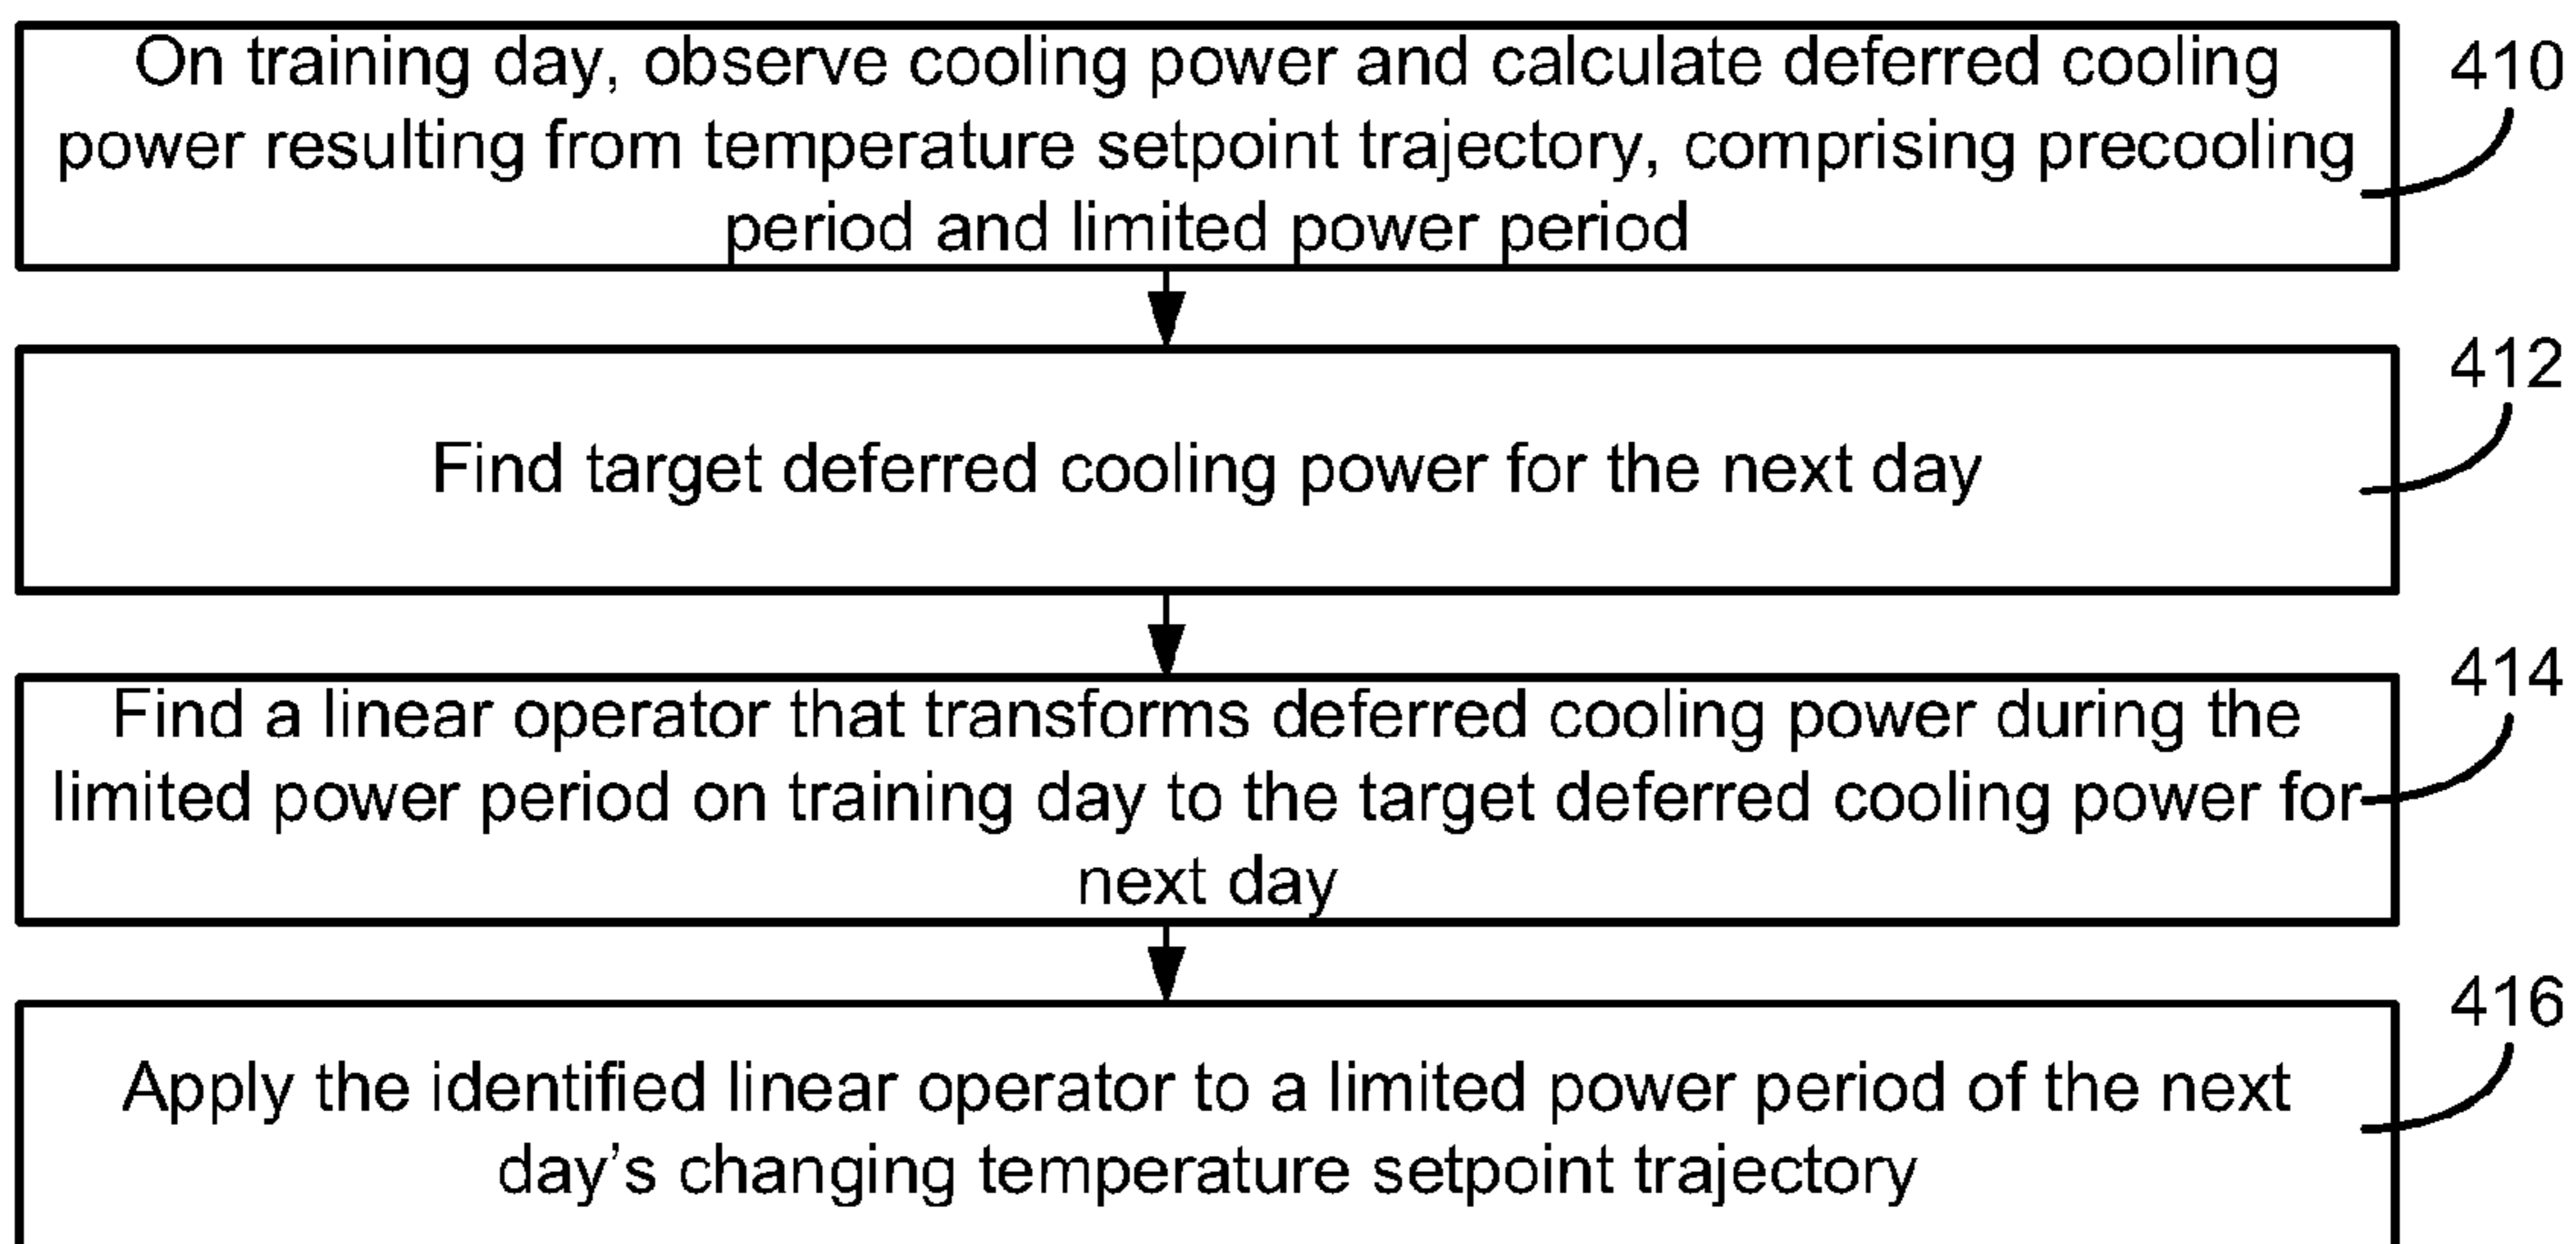 On training day, observe cooling power and calculate deferred cooling
power resulting from temperature setpoint trajectory, comprising precooling
period and limited power period
410
Find target deferred cooling power for the next day
412
Find a linear operator that transforms deferred cooling power during the
limited power period on training day to the target deferred cooling power for
next day
414
Apply the identified linear operator to a limited power period of the next
day’s changing temperature setpoint trajectory
416